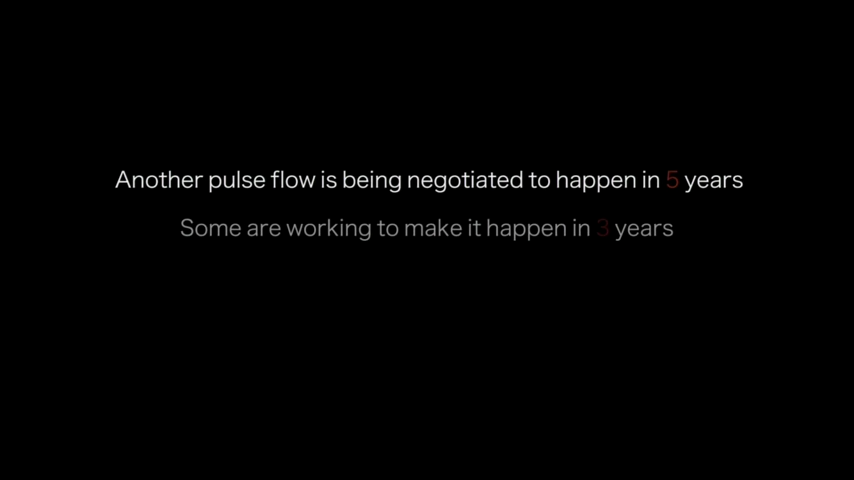 Another pulse flow is being negotiated to happen in 5 years
Some are working to make it happen in 3 years